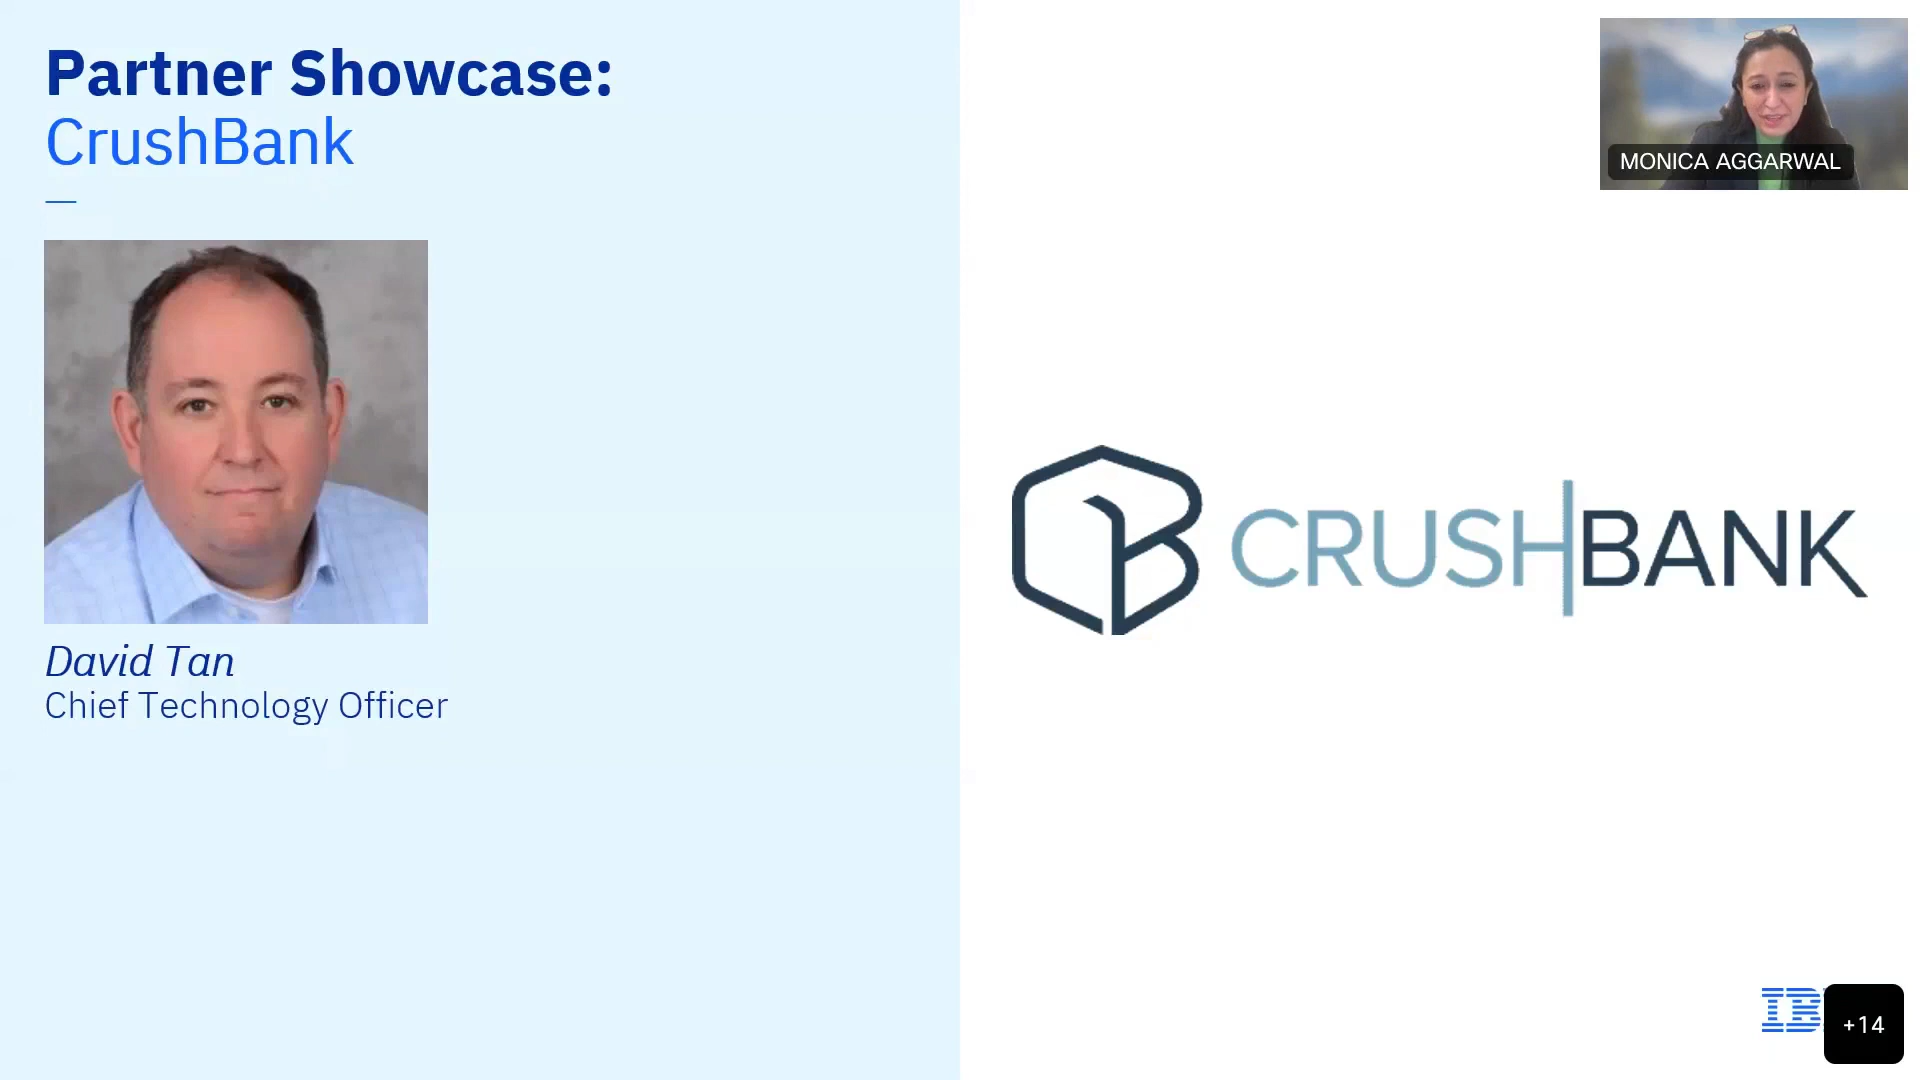 Partner Showcase:
CrushBank
David Tan
Chief Technology Officer
MONICA AGGARWAL
CRUSHBANK
+14